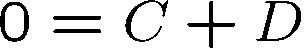 0 = C + D